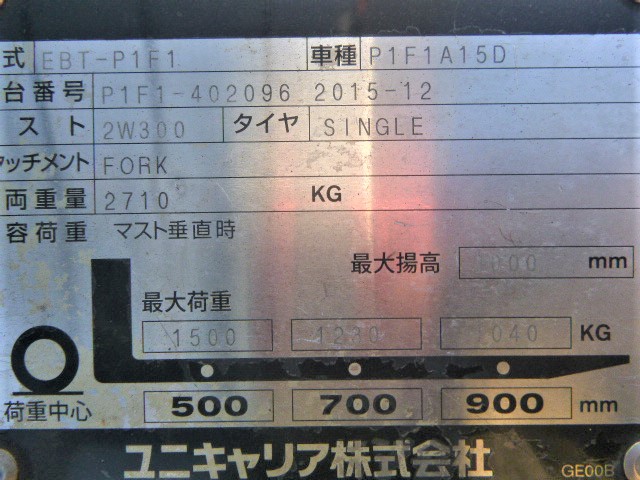 式 EBT-P1F1 車種 P1F1A15D
台番号 P1F1-402096 2015-12
スト 2W300 タイヤ SINGLE
タッチメント FORK
両重量 2710 KG
容荷重 マスト垂直時
最大揚高 mm
最大荷重
1500 1230 1040 KG
荷重中心 500 700 900 mm
ユニキャリア株式会社 GE00B